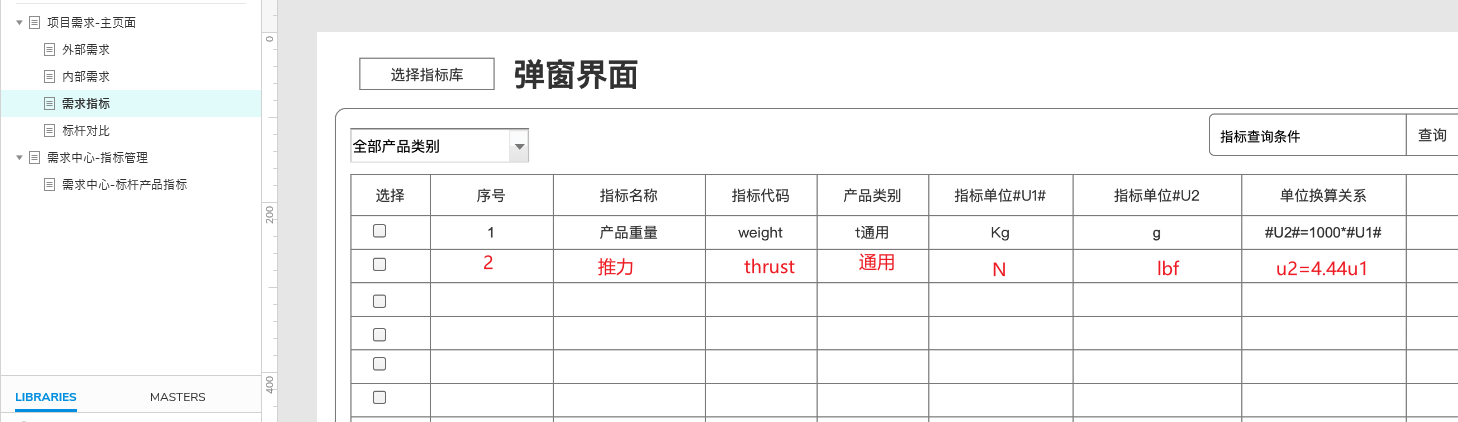 项目需求-主页面
外部需求
内部需求
需求指标
标杆对比
需求中心-指标管理
需求中心-标杆产品指标
LIBRARIES MASTERS
0
200
400
选择指标库 弹窗界面
全部产品类别 指标查询条件 查询
选择 序号 指标名称 指标代码 产品类别 指标单位#U1# 指标单位#U2 单位换算关系
1 产品重量 weight t通用 Kg g #U2#=1000*#U1#
2 推力 thrust 通用 N lbf u2=4.44u1